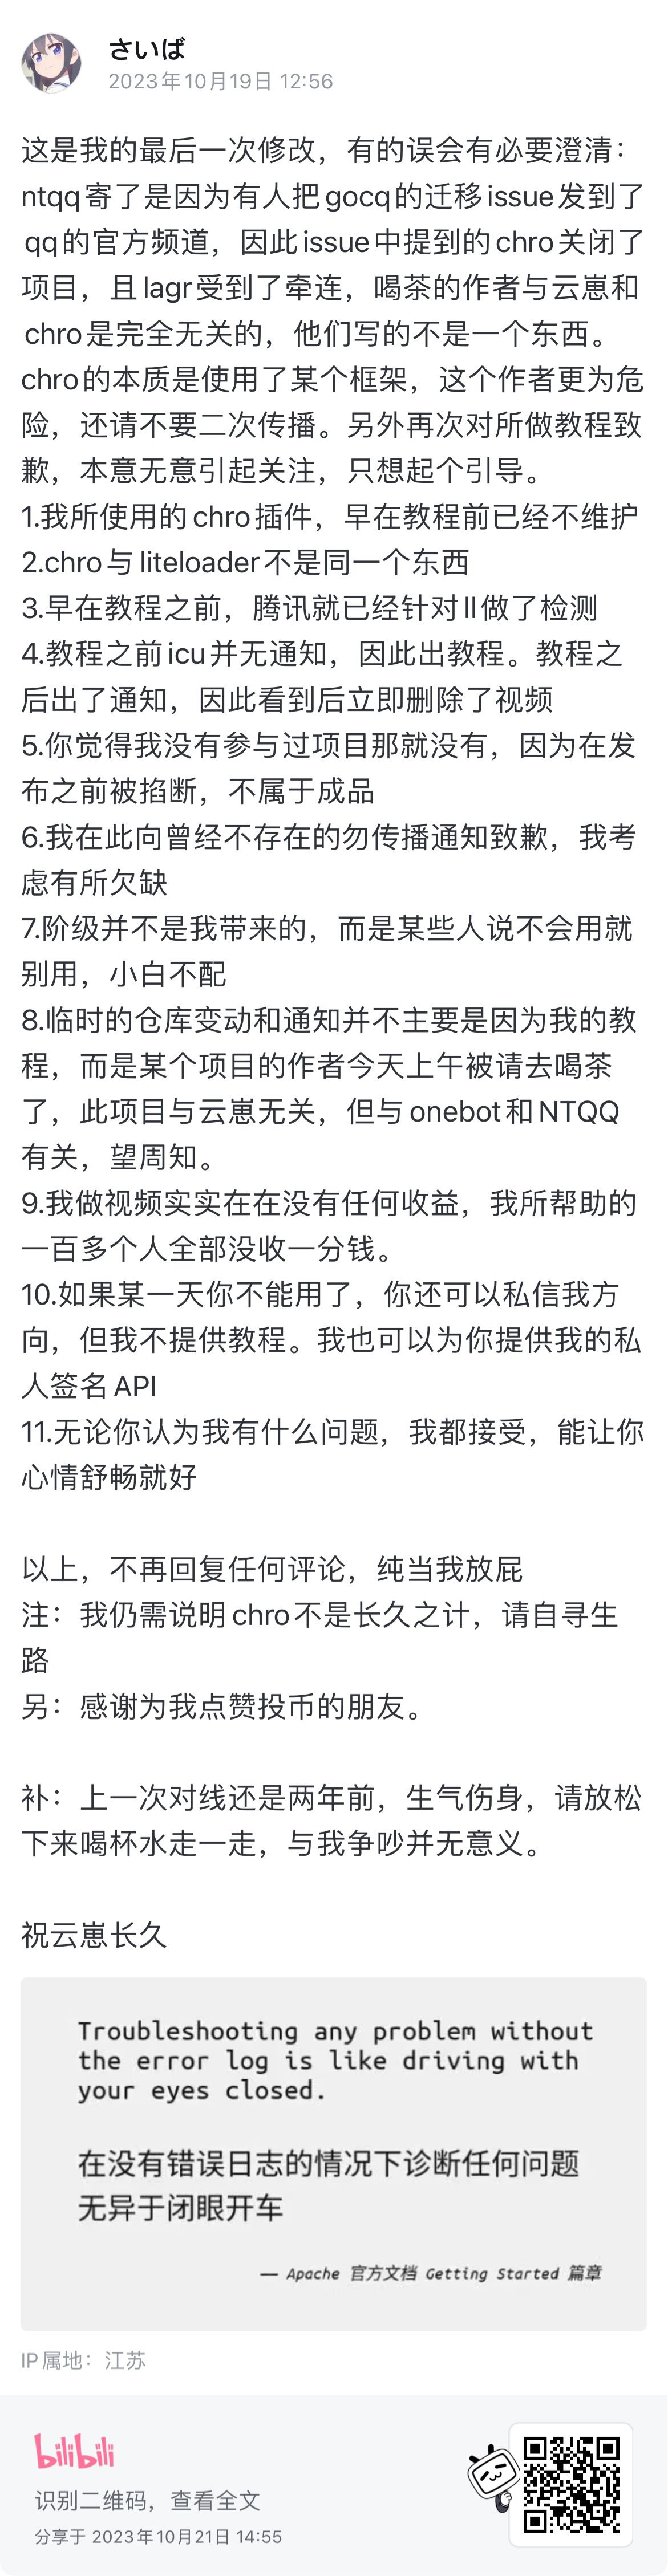 さいば
2023年10月19日 12:56
这是我的最后一次修改，有的误会有必要澄清：
ntqq寄了是因为有人把gocq的迁移issue发到了
qq的官方频道，因此issue中提到的chro关闭了
项目，且lagr受到了牵连，喝茶的作者与云崽和
chro是完全无关的，他们写的不是一个东西。
chro的本质是使用了某个框架，这个作者更为危
险，还请不要二次传播。另外再次对所做教程致
歉，本意无意引起关注，只想起个引导。
1.我所使用的chro插件，早在教程前已经不维护
2.chro与liteloader不是同一个东西
3.早在教程之前，腾讯就已经针对ll做了检测
4.教程之前icu并无通知，因此出教程。教程之
后出了通知，因此看到后立即删除了视频
5.你觉得我没有参与过项目那就没有，因为在发
布之前被掐断，不属于成品
6.我在此向曾经不存在的勿传播通知致歉，我考
虑有所欠缺
7.阶级并不是我带来的，而是某些人说不会用就
别用，小白不配
8.临时的仓库变动和通知并不主要是因为我的教
程，而是某个项目的作者今天上午被请去喝茶
了，此项目与云崽无关，但与onebot和NTQQ
有关，望周知。
9.我做视频实实在在没有任何收益，我所帮助的
一百多个人全部没收一分钱。
10.如果某一天你不能用了，你还可以私信我方
向，但我不提供教程。我也可以为你提供我的私
人签名API
11.无论你认为我有什么问题，我都接受，能让你
心情舒畅就好
以上，不再回复任何评论，纯当我放屁
注：我仍需说明chro不是长久之计，请自寻生
路
另：感谢为我点赞投币的朋友。
补：上一次对线还是两年前，生气伤身，请放松
下来喝杯水走一走，与我争吵并无意义。
祝云崽长久
Troubleshooting any problem without
the error log is like driving with
your eyes closed.
在没有错误日志的情况下诊断任何问题
无异于闭眼开车
— Apache 官方文档 Getting Started 篇章
IP属地：江苏
bilibili
识别二维码，查看全文
分享于 2023年10月21日 14:55